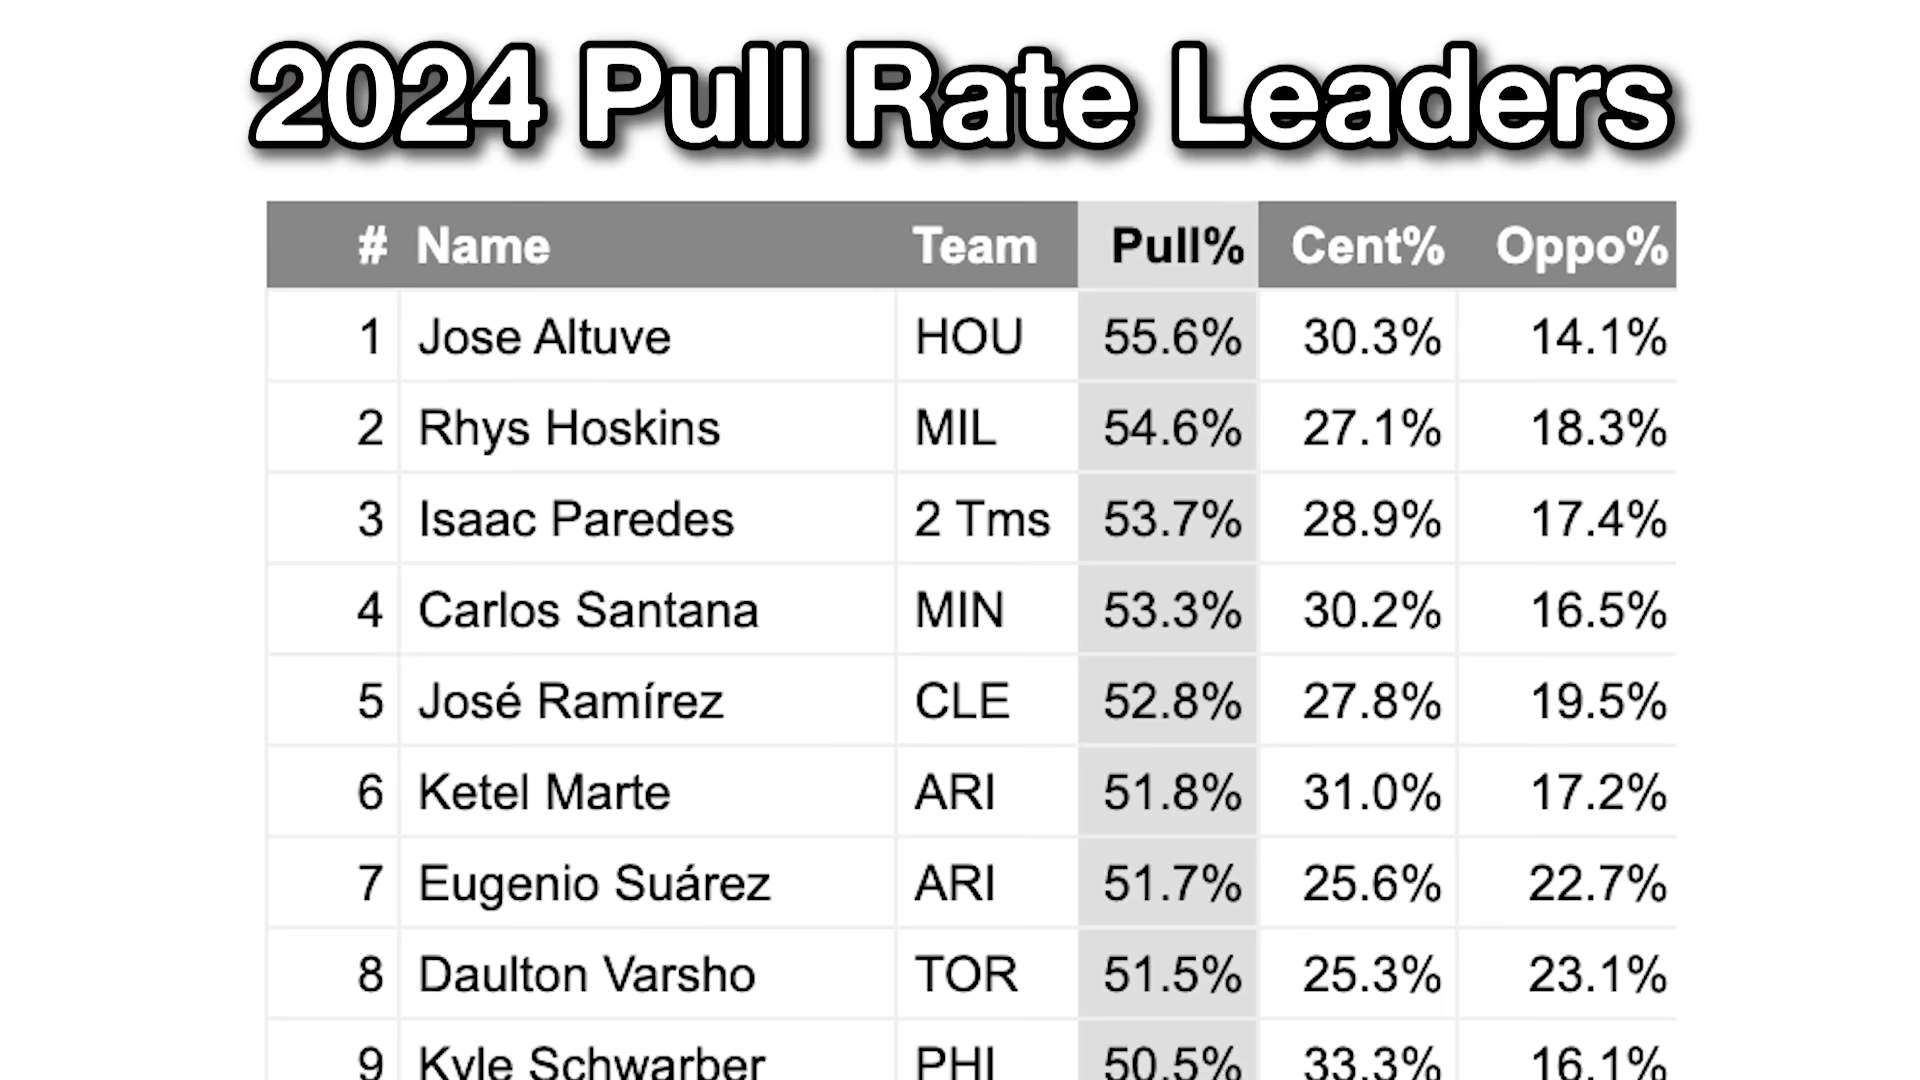 2024 Pull Rate Leaders
# Name Team Pull% Cent% Oppo%
1 Jose Altuve HOU 55.6% 30.3% 14.1%
2 Rhys Hoskins MIL 54.6% 27.1% 18.3%
3 Isaac Paredes 2 Tms 53.7% 28.9% 17.4%
4 Carlos Santana MIN 53.3% 30.2% 16.5%
5 José Ramírez CLE 52.8% 27.8% 19.5%
6 Ketel Marte ARI 51.8% 31.0% 17.2%
7 Eugenio Suárez ARI 51.7% 25.6% 22.7%
8 Daulton Varsho TOR 51.5% 25.3% 23.1%
9 Kyle Schwarber PHI 50.5% 33.3% 16.1%